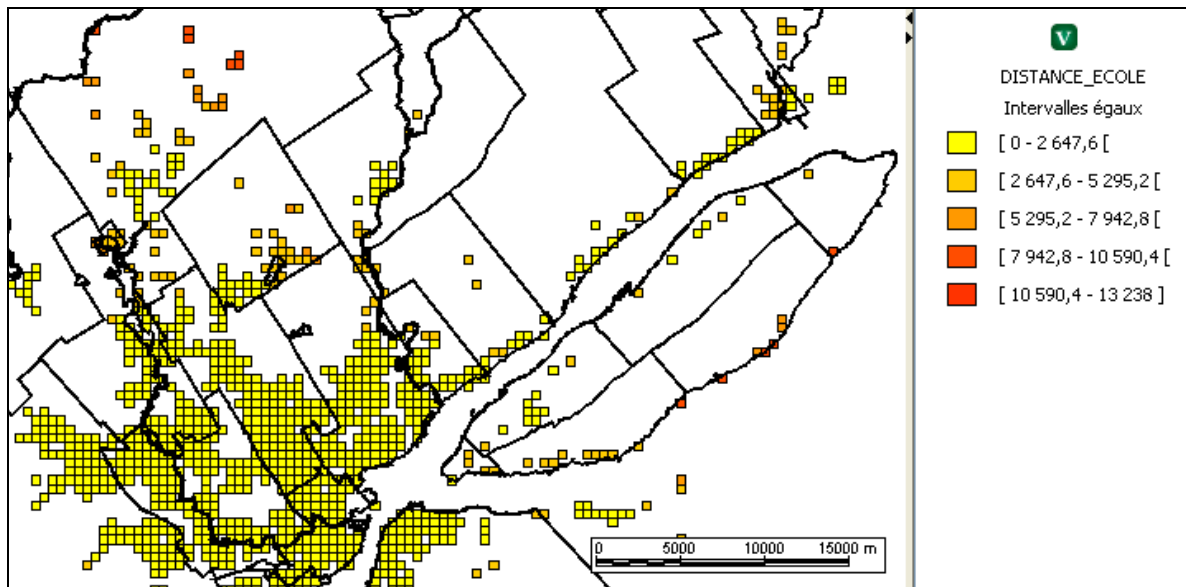 V
DISTANCE_ECOLE
Intervalles égaux
[ 0 - 2 647,6 [
[ 2 647,6 - 5 295,2 [
[ 5 295,2 - 7 942,8 [
[ 7 942,8 - 10 590,4 [
[ 10 590,4 - 13 238 ]
0 5000 10000 15000 m